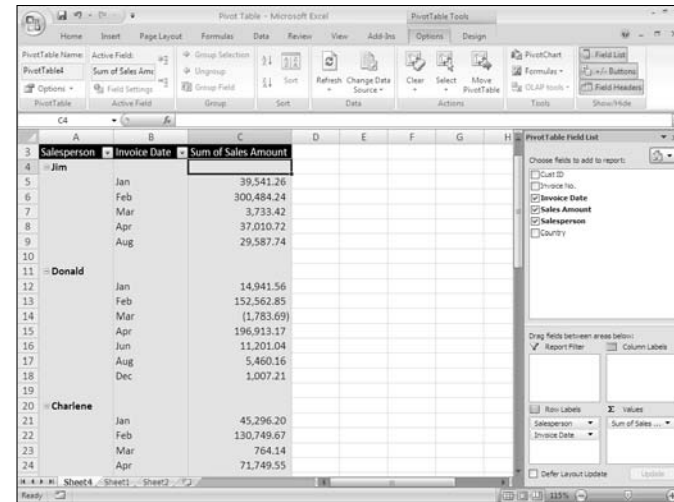 Pivot Table - Microsoft Excel
PivotTable Tools
Home Insert Page Layout Formulas Data Review View Add-Ins Options Design
PivotTable Name: Active Field: Group Selection PivotChart Field List
PivotTable4 Sum of Sales Amo Ungroup Sort Refresh Change Data Source Clear Select Move PivotTable Formulas +/- Buttons
Options Field Settings Group Field OLAP tools Field Headers
PivotTable Active Field Group Sort Data Actions Tools Show/Hide
C4 fx
A B C D E F G H
3 Salesperson Invoice Date Sum of Sales Amount
4 Jim
5 Jan 39,541.26
6 Feb 300,484.24
7 Mar 3,733.42
8 Apr 37,010.72
9 Aug 29,587.74
10
11 Donald
12 Jan 14,941.56
13 Feb 152,562.85
14 Mar (1,783.69)
15 Apr 196,913.17
16 Jun 11,201.04
17 Aug 5,460.16
18 Dec 1,007.21
19
20 Charlene
21 Jan 45,296.20
22 Feb 130,749.67
23 Mar 764.14
24 Apr 71,749.55
PivotTable Field List
Choose fields to add to report:
Cust ID
Invoice No.
Invoice Date
Sales Amount
Salesperson
Country
Drag fields between areas below:
Report Filter Column Labels
Row Labels Σ Values
Salesperson Sum of Sales ...
Invoice Date
Defer Layout Update Update
Sheet4 Sheet1 Sheet2
Ready 115%